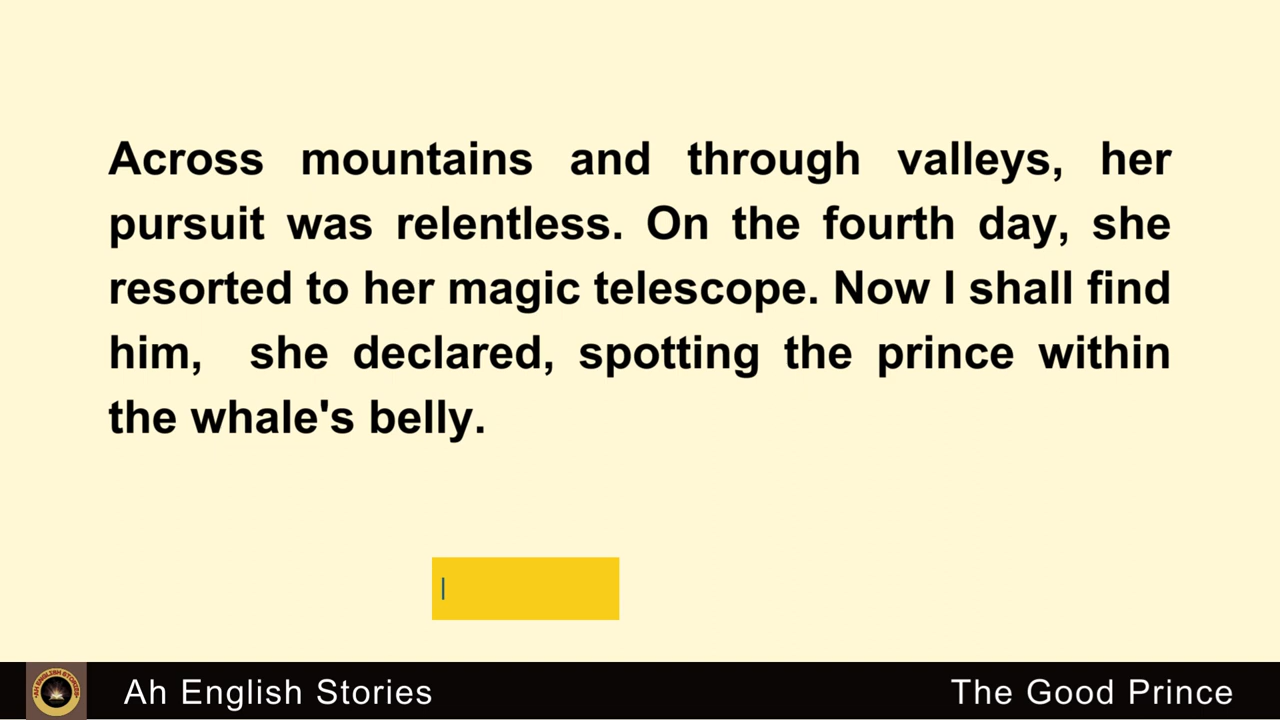 Across mountains and through valleys, her
pursuit was relentless. On the fourth day, she
resorted to her magic telescope. Now I shall find
him, she declared, spotting the prince within
the whale's belly.
Ah English Stories
The Good Prince